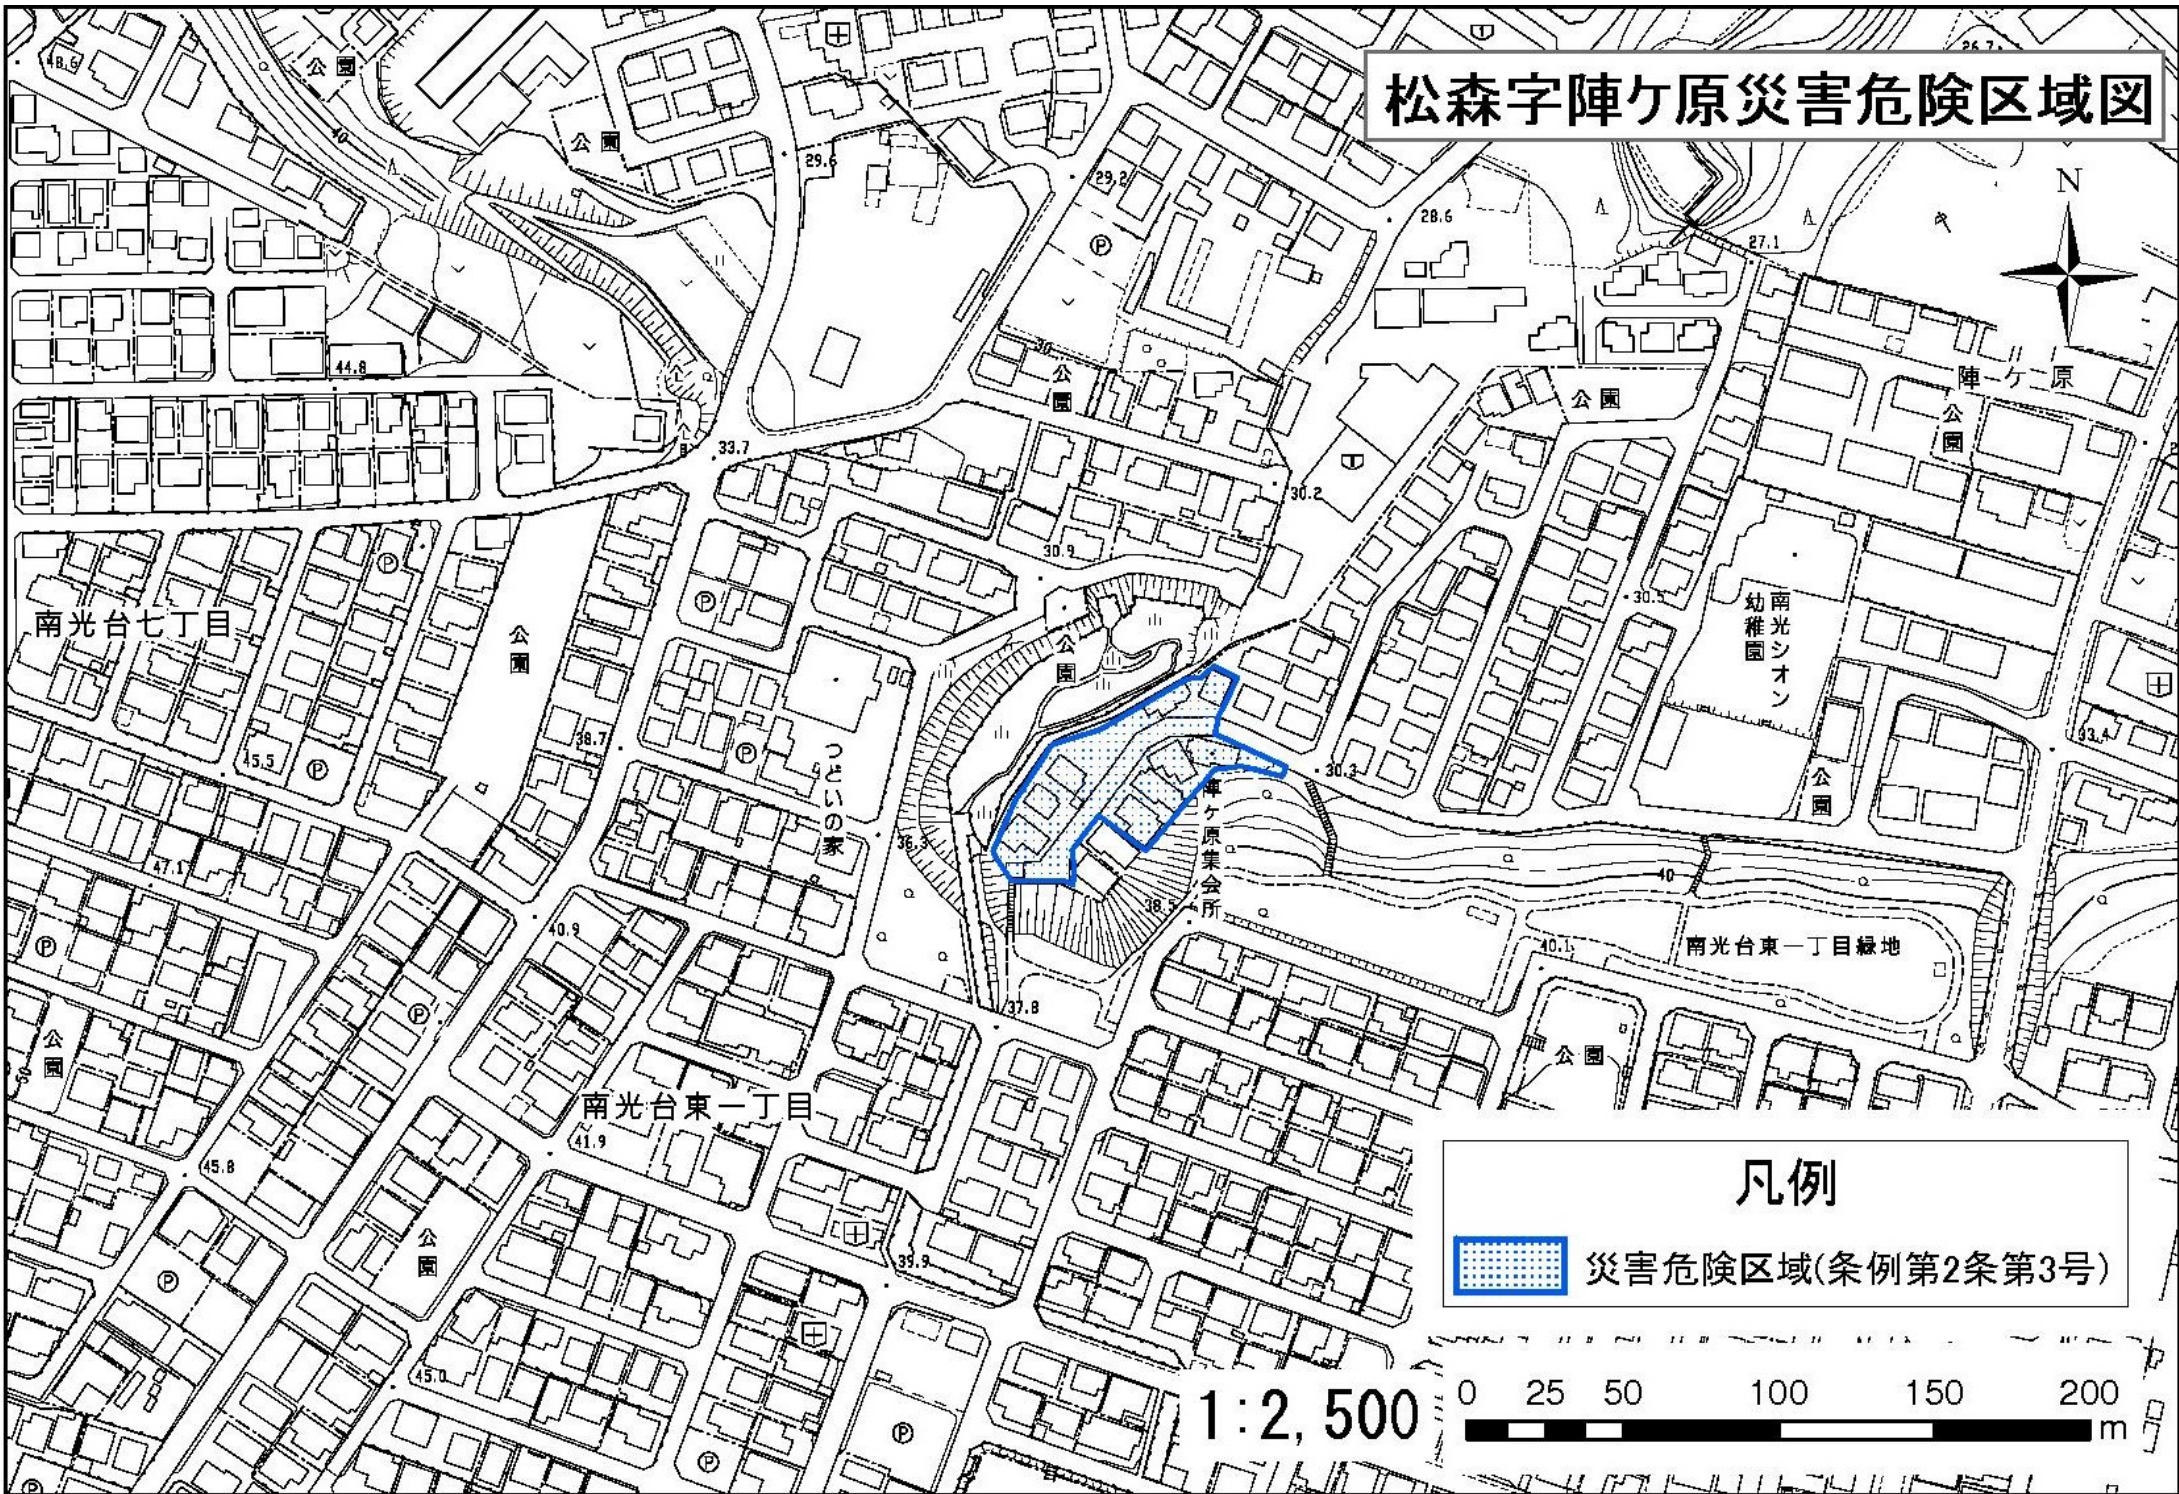 松森字陣ケ原災害危険区域図
N
48.6
公園
公園
40
29.6
29.2
P
28.6
26.7
27.1
44.8
30
公園
公園
陣ケ原
公園
33.7
30.2
30.9
30.5
南光台七丁目
公園
P
P
公園
南光シオン
幼稚園
38.7
P
つどいの家
45.5
P
36.3
30.3
陣ケ原集会所
公園
33.4
47.1
40
38.5
P
40.9
40.1
南光台東一丁目緑地
P
37.8
公園
50
公園
南光台東一丁目
41.9
45.8
公園
P
39.9
45.0
P
P
P
凡例
災害危険区域(条例第2条第3号)
1:2,500
0 25 50 100 150 200
m